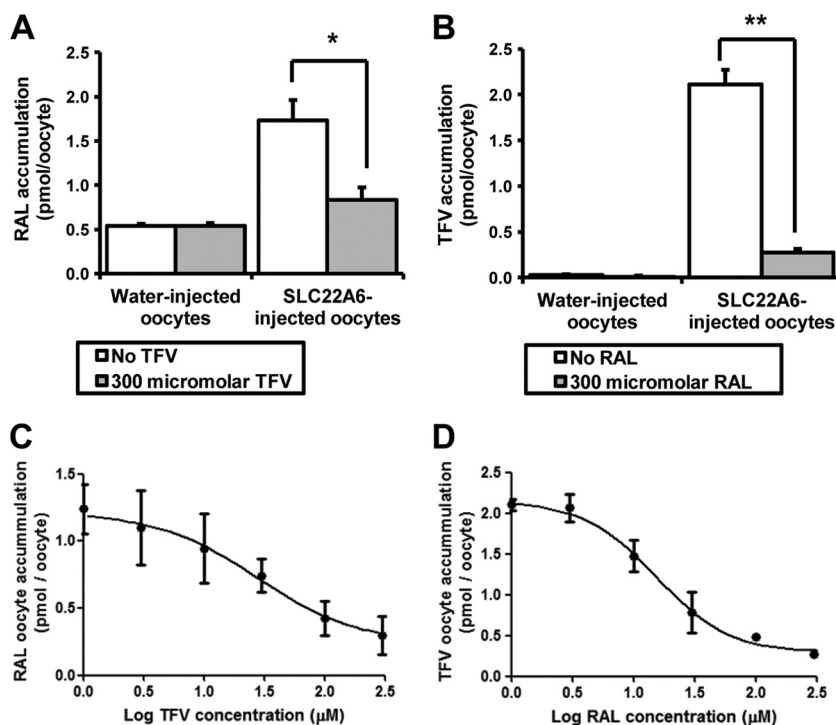 A
RAL accumulation
(pmol/oocyte)
2.5
2.0
1.5
1.0
0.5
0.0
*
Water-injected
oocytes
SLC22A6-
injected oocytes
No TFV
300 micromolar TFV
B
TFV accumulation
(pmol/oocyte)
2.5
2.0
1.5
1.0
0.5
0.0
**
Water-injected
oocytes
SLC22A6-
injected oocytes
No RAL
300 micromolar RAL
C
RAL oocyte accummulation
(pmol / oocyte)
1.5
1.0
0.5
0.0
0.0 0.5 1.0 1.5 2.0 2.5
Log TFV concentration (µM)
D
TFV oocyte accummulation
(pmol / oocyte)
2.5
2.0
1.5
1.0
0.5
0.0
0.0 0.5 1.0 1.5 2.0 2.5
Log RAL concentration (µM)